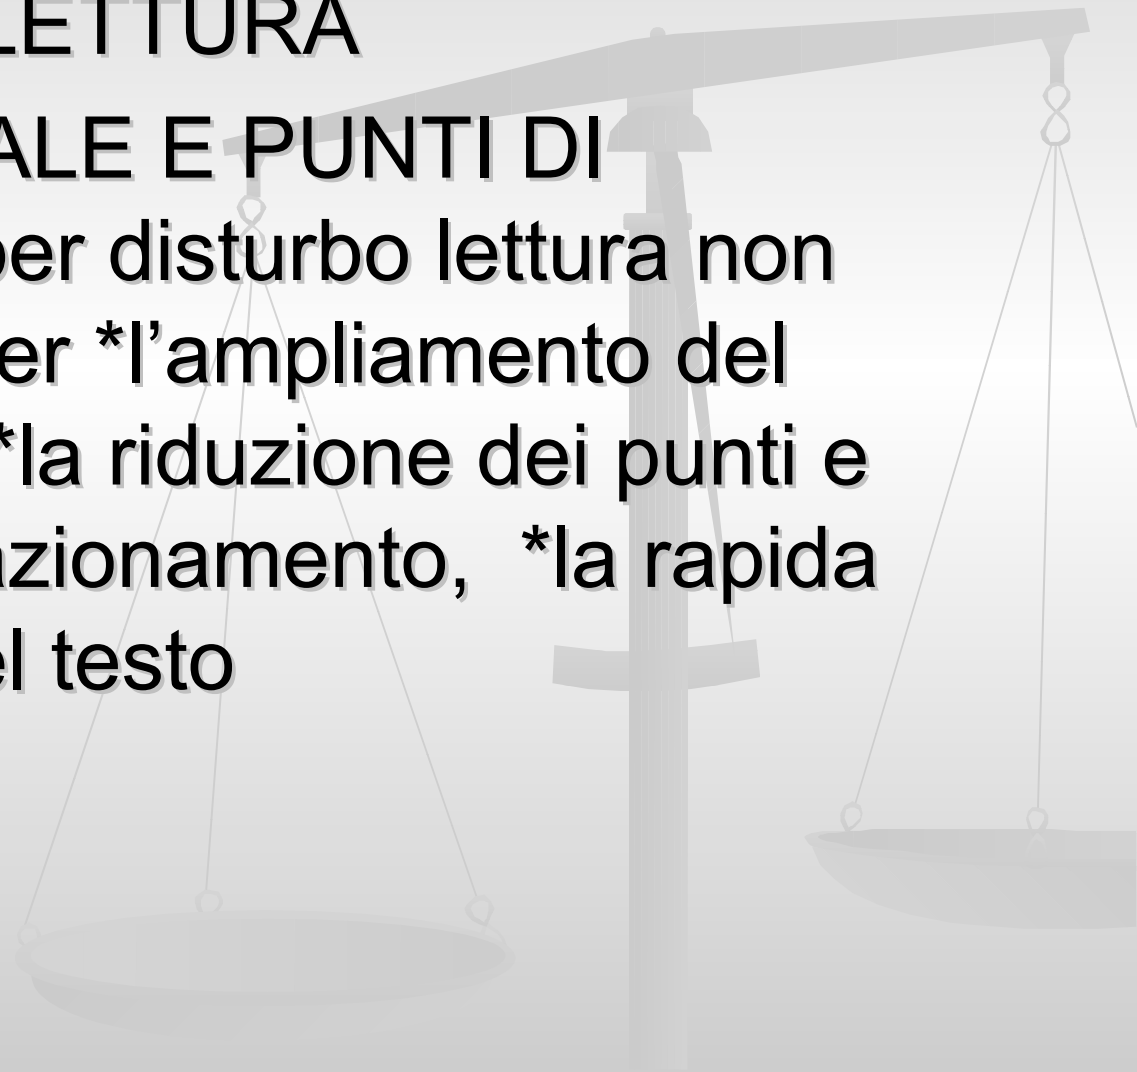 LETTURA
ALE E PUNTI DI
per disturbo lettura non
er *l’ampliamento del
*la riduzione dei punti e
azionamento,  *la rapida
el testo